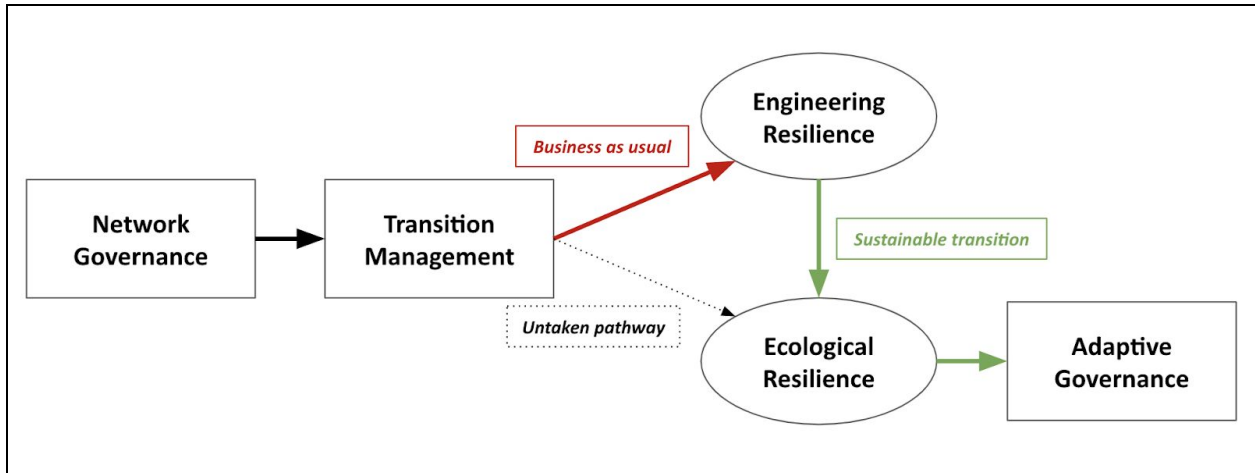 Network
Governance
Transition
Management
Business as usual
Untaken pathway
Engineering
Resilience
Sustainable transition
Ecological
Resilience
Adaptive
Governance